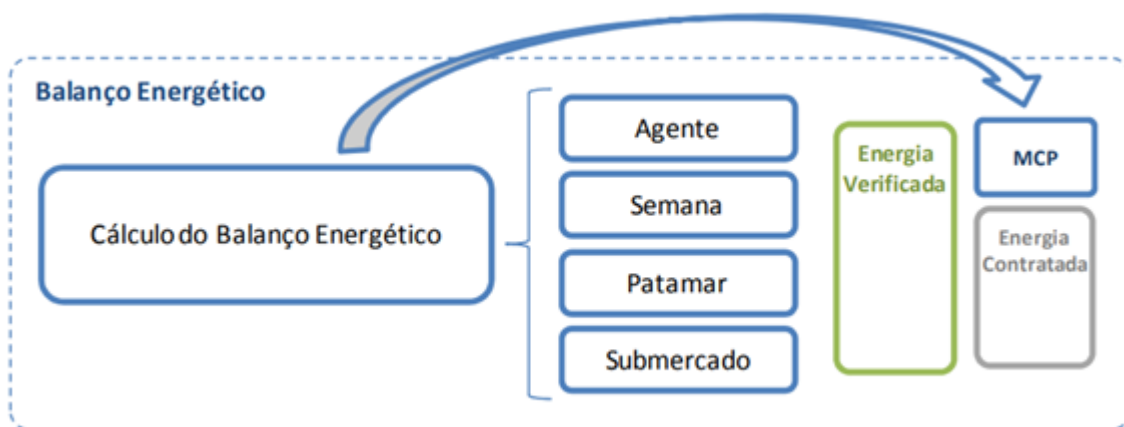 Balanço Energético
Cálculo do Balanço Energético
Agente
Semana
Patamar
Submercado
Energia
Verificada
MCP
Energia
Contratada